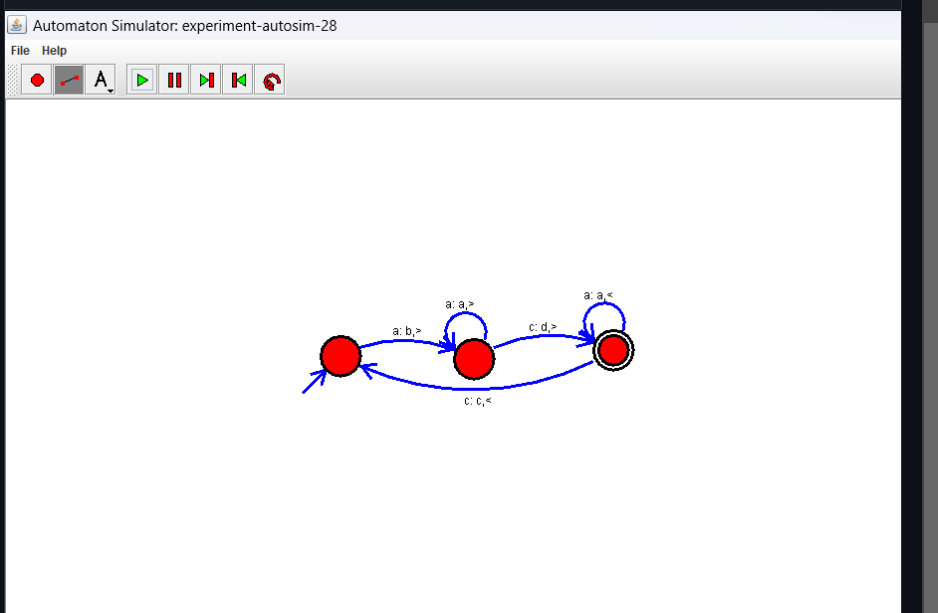 Automaton Simulator: experiment-autosim-28
File Help
A
a: a,<
a: a,>
c: d,>
a: b,>
c: c,<